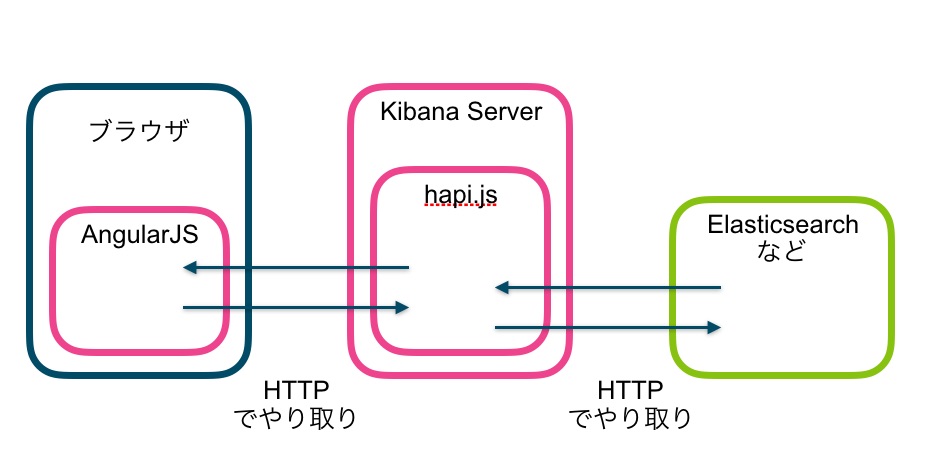 ブラウザ
AngularJS
Kibana Server
hapi.js
Elasticsearch
など
HTTP
でやり取り
HTTP
でやり取り